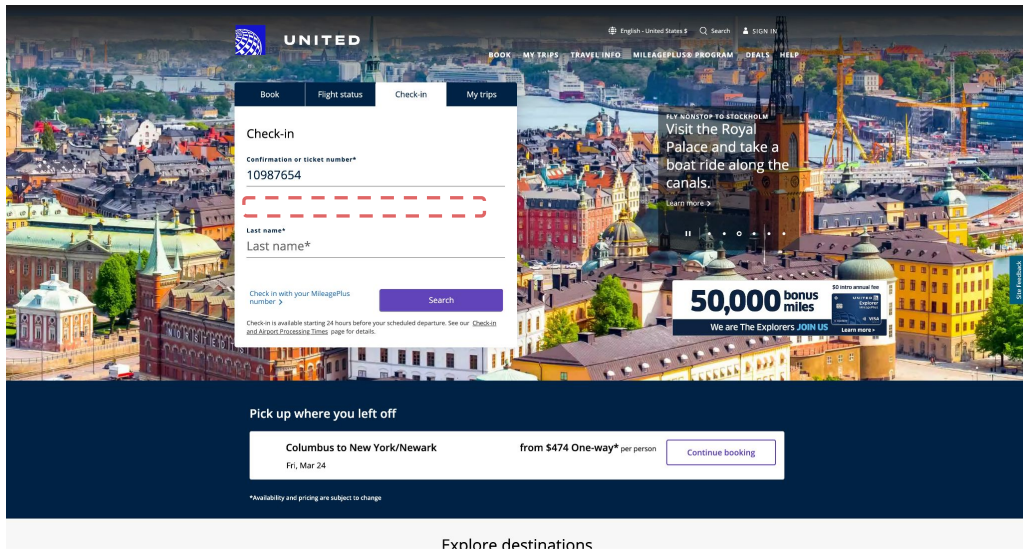 UNITED
English - United States $ Search SIGN IN
BOOK MY TRIPS TRAVEL INFO MILEAGEPLUS® PROGRAM DEALS HELP
Book Flight status Check-in My trips
Check-in
Confirmation or ticket number*
10987654
Last name*
Last name*
Check in with your MileagePlus
number >
Search
Check-in is available starting 24 hours before your scheduled departure. See our Check-in
and Airport Processing Times page for details.
FLY NONSTOP TO STOCKHOLM
Visit the Royal
Palace and take a
boat ride along the
canals.
Learn more >
50,000 bonus
miles
$0 intro annual fee
UNITED
Explorer
VISA
We are The Explorers JOIN US
Learn more >
Site Feedback
Pick up where you left off
Columbus to New York/Newark
Fri, Mar 24
from $474 One-way* per person
Continue booking
*Availability and pricing are subject to change
Explore destinations